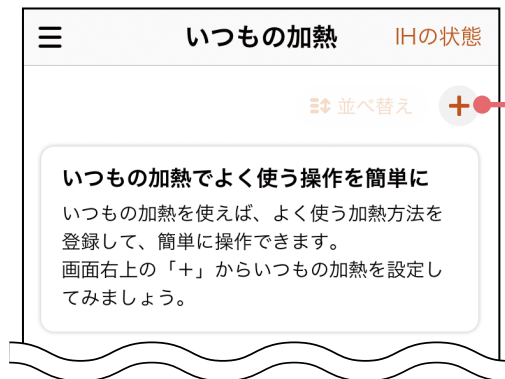 いつもの加熱
IHの状態
並べ替え
いつもの加熱でよく使う操作を簡単に
いつもの加熱を使えば、よく使う加熱方法を
登録して、簡単に操作できます。
画面右上の「＋」からいつもの加熱を設定し
てみましょう。